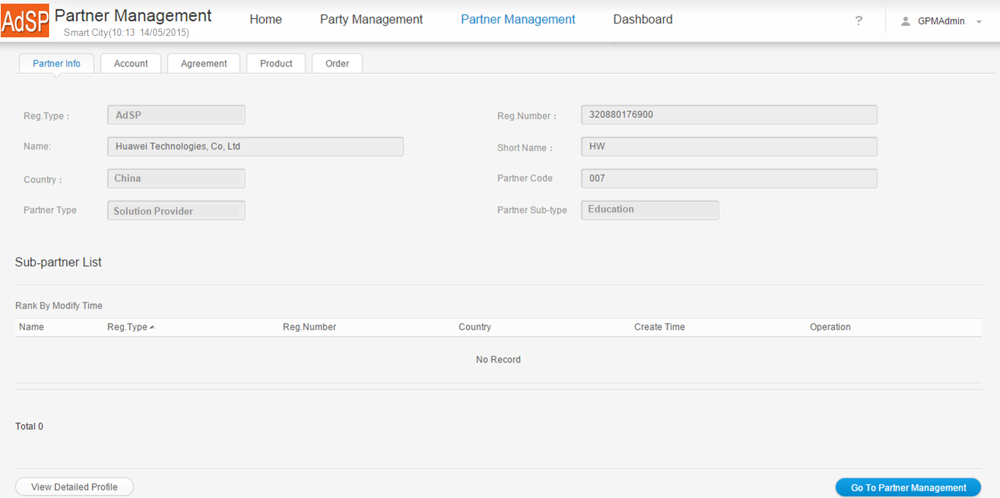 AdSP Partner Management Home Party Management Partner Management Dashboard ? GPMAdmin
Smart City(10:13 14/05/2015)
Partner Info Account Agreement Product Order
Reg.Type : AdSP Reg.Number : 320880176900
Name: Huawei Technologies, Co, Ltd Short Name : HW
Country : China Partner Code 007
Partner Type Solution Provider Partner Sub-type Education
Sub-partner List
Rank By Modify Time
Name Reg.Type Reg.Number Country Create Time Operation
No Record
Total 0
View Detailed Profile Go To Partner Management